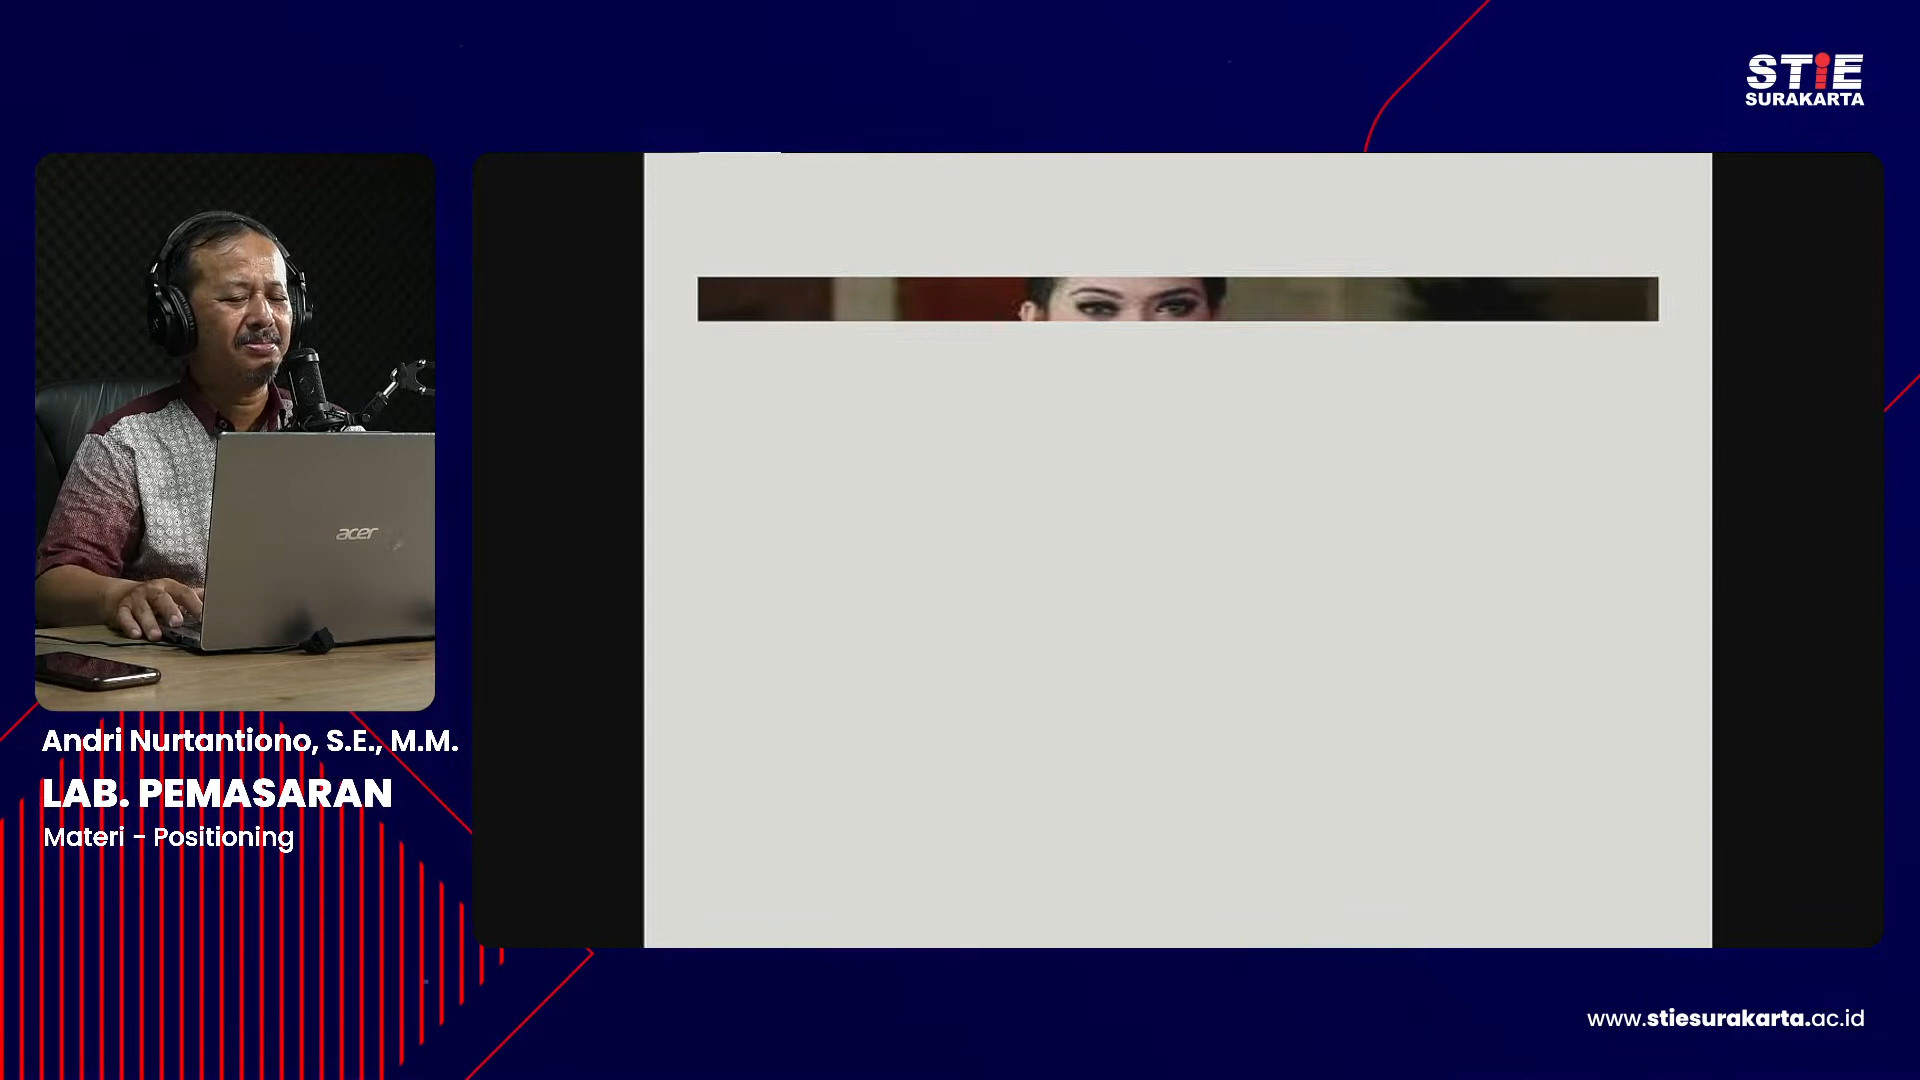 STiE
SURAKARTA
acer
Andri Nurtantiono, S.E., M.M.
LAB. PEMASARAN
Materi - Positioning
www.stiesurakarta.ac.id